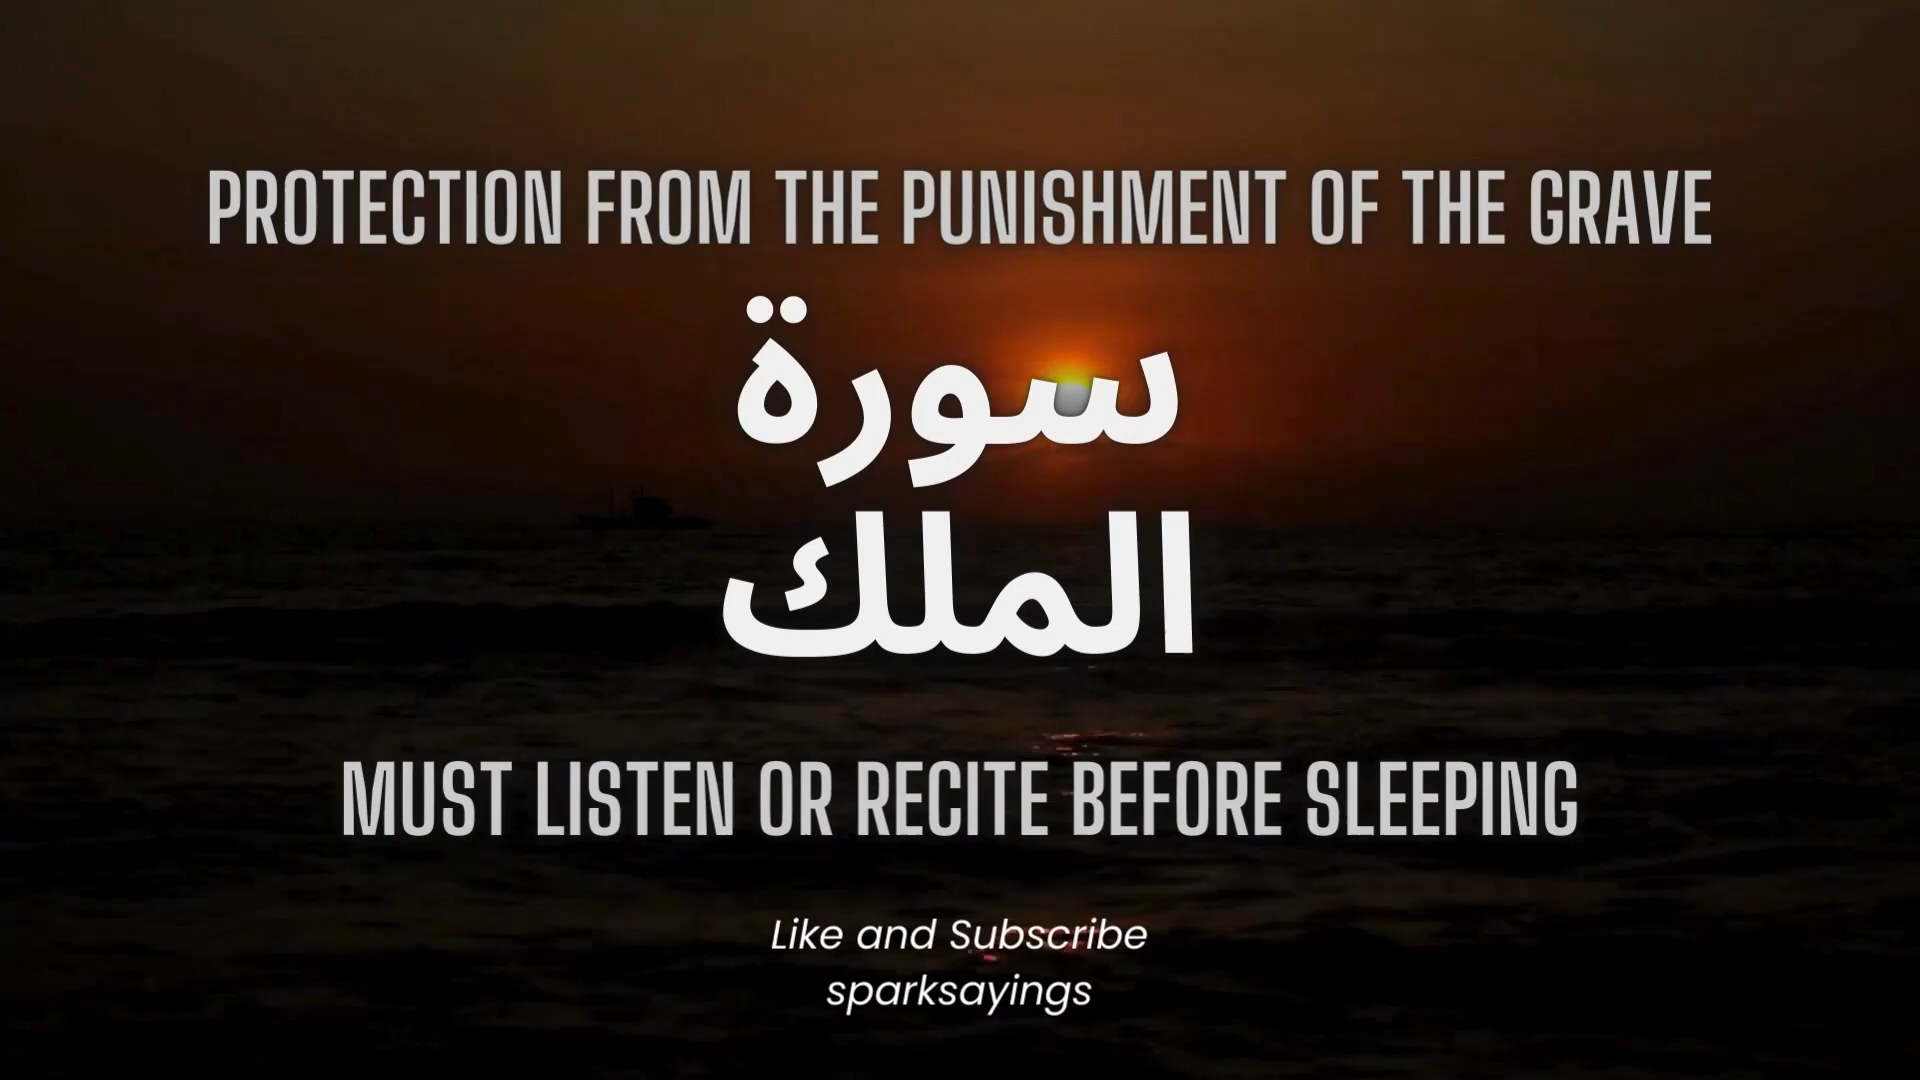 PROTECTION FROM THE PUNISHMENT OF THE GRAVE
سورة
الملك
MUST LISTEN OR RECITE BEFORE SLEEPING
Like and Subscribe
sparksayings